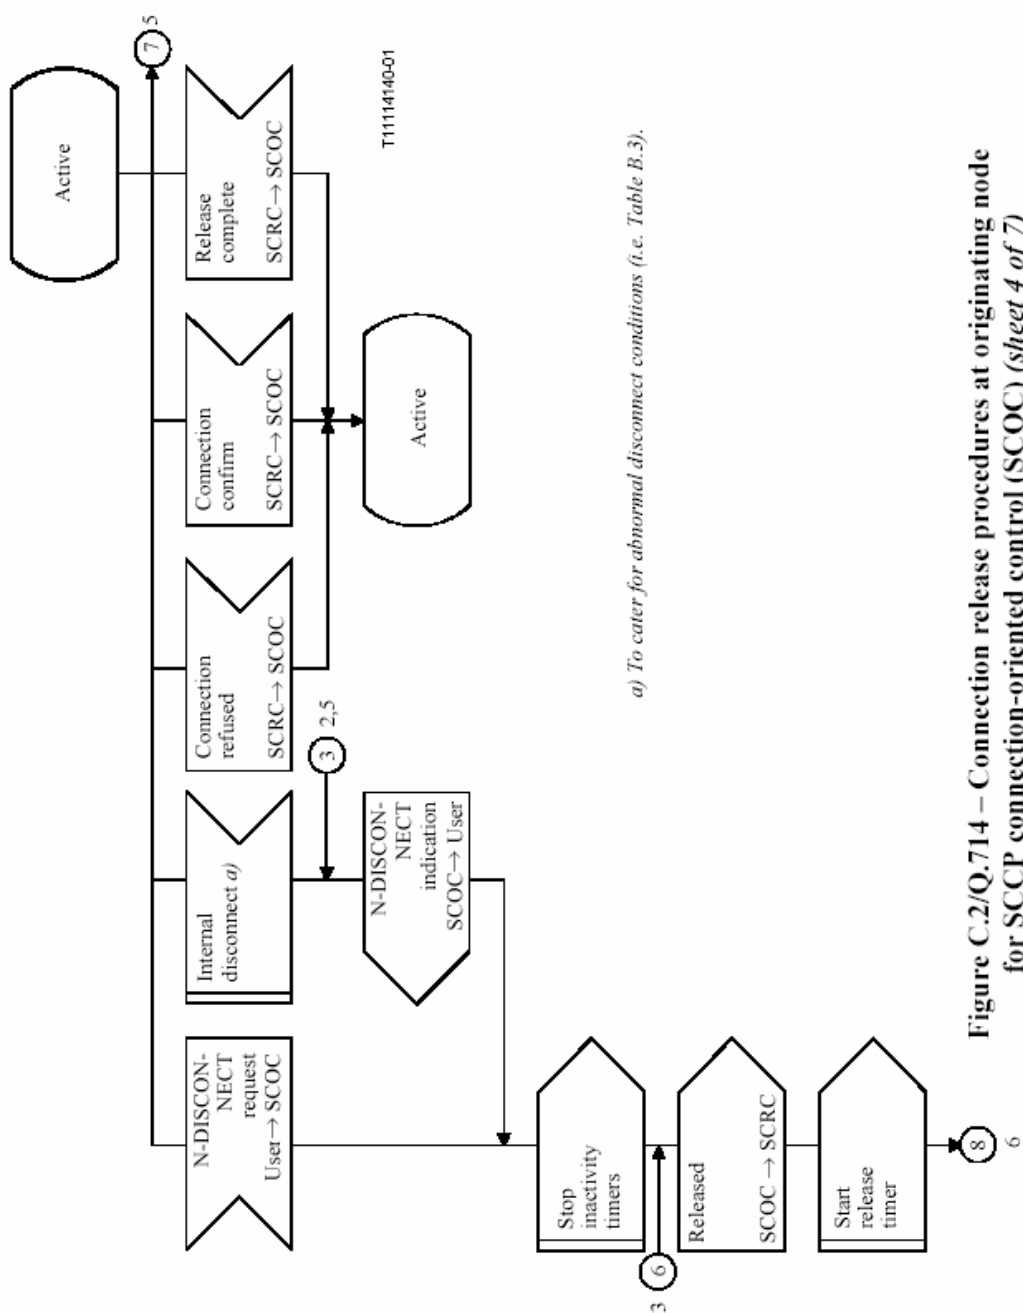 Active
7 5
N-DISCON-
NECT
request
User→ SCOC
Internal
disconnect a)
Connection
refused
SCRC→ SCOC
Connection
confirm
SCRC→ SCOC
Release
complete
SCRC→ SCOC
3 2,5
N-DISCON-
NECT
indication
SCOC→ User
Active
T11114140-01
Stop
inactivity
timers
3 6
Released
SCOC → SCRC
Start
release
timer
8
6
a) To cater for abnormal disconnect conditions (i.e. Table B.3).
Figure C.2/Q.714 – Connection release procedures at originating node
for SCCP connection-oriented control (SCOC) (sheet 4 of 7)